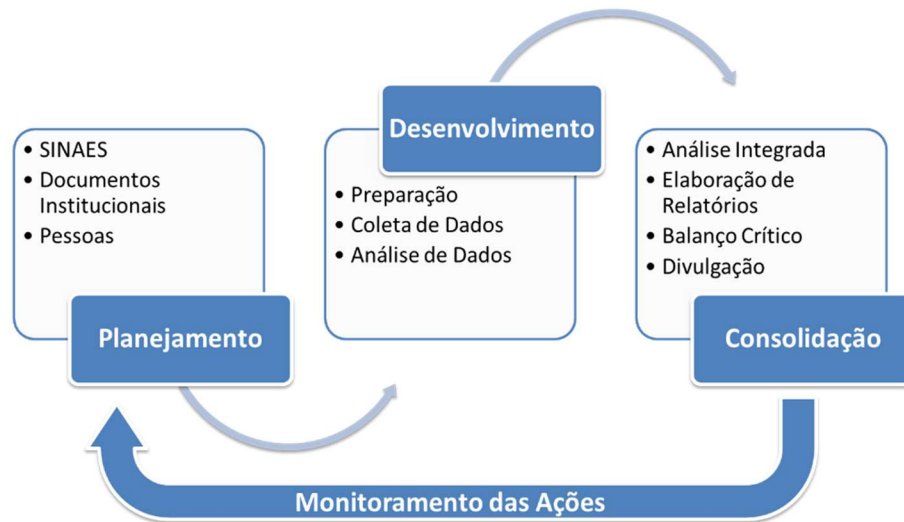 • SINAES
• Documentos
Institucionais
• Pessoas
Planejamento
Desenvolvimento
• Preparação
• Coleta de Dados
• Análise de Dados
• Análise Integrada
• Elaboração de
Relatórios
• Balanço Crítico
• Divulgação
Consolidação
Monitoramento das Ações